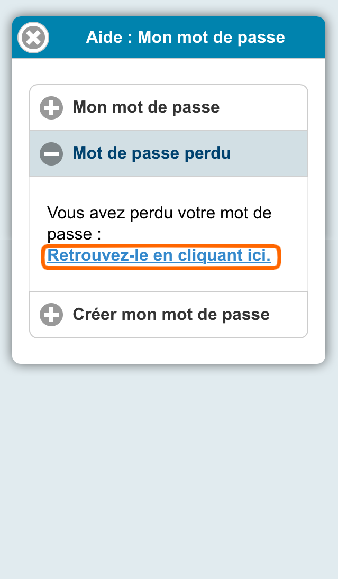 Aide : Mon mot de passe
Mon mot de passe
Mot de passe perdu
Vous avez perdu votre mot de
passe :
Retrouvez-le en cliquant ici.
Créer mon mot de passe